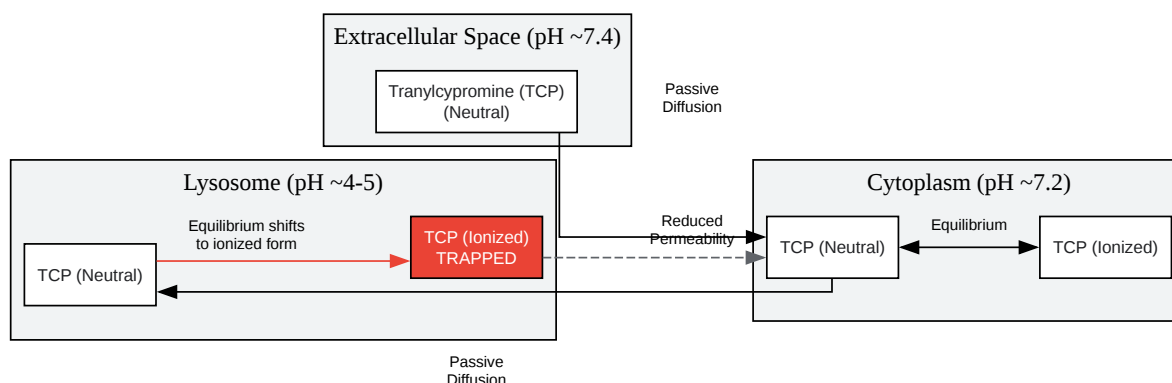 Extracellular Space (pH ~7.4)
Tranylcypromine (TCP)
(Neutral)
Passive
Diffusion
Lysosome (pH ~4-5)
Equilibrium shifts
to ionized form
TCP (Neutral)
TCP (Ionized)
TRAPPED
Reduced
Permeability
Cytoplasm (pH ~7.2)
TCP (Neutral)
Equilibrium
TCP (Ionized)
Passive
Diffusion